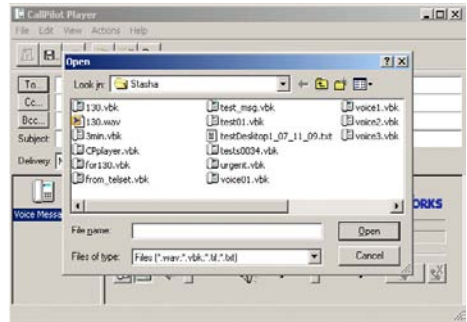 CallPilot Player
File Edit View Actions Help
Open
To...
Cc...
Bcc...
Subject:
Delivery:
Look in: Stasha
130.vbk
130.wav
3min.vbk
CPplayer.vbk
for130.vbk
from_telset.vbk
test_msg.vbk
test01.vbk
testDesktop1_07_11_09.txt
tests0034.vbk
urgent.vbk
voice01.vbk
voice1.vbk
voice2.vbk
voice3.vbk
Voice Messa
ORKS
File name:
Open
Files of type: Files (*.wav;*.vbk;*.tif;*.txt)
Cancel